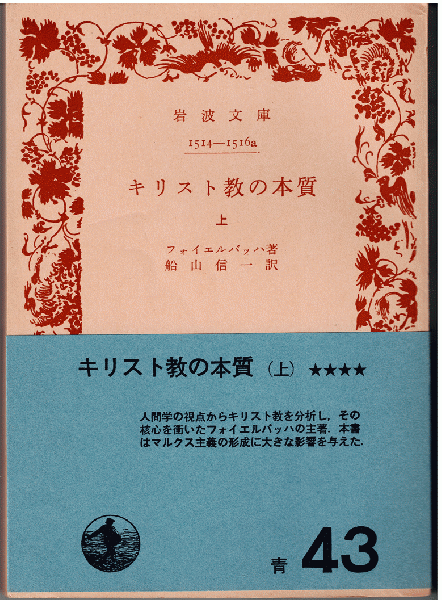 岩波文庫
1514—1516a
キリスト教の本質
上
フォイエルバッハ著
船山信一訳
キリスト教の本質(上)★★★★
人間学の視点からキリスト教を分析し,その
核心を衝いたフォイエルバッハの主著.本書
はマルクス主義の形成に大きな影響を与えた.
青 43